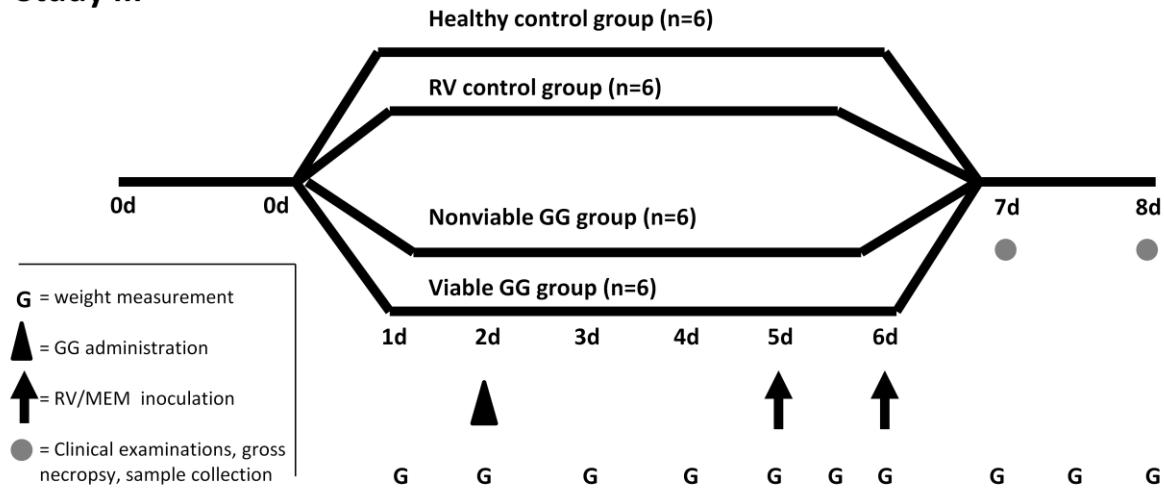 Healthy control group (n=6)
RV control group (n=6)
0d 0d 7d 8d
Nonviable GG group (n=6)
Viable GG group (n=6)
1d 2d 3d 4d 5d 6d
G = weight measurement
= GG administration
= RV/MEM inoculation
= Clinical examinations, gross
necropsy, sample collection
G G G G G G G G G G